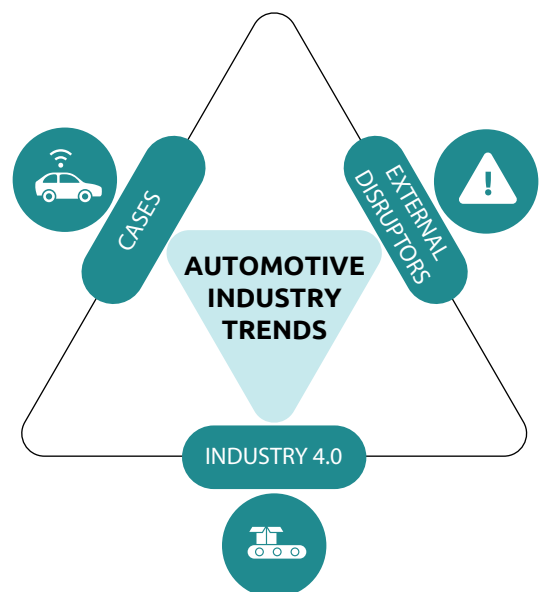 CASES
EXTERNAL
DISRUPTORS
AUTOMOTIVE
INDUSTRY
TRENDS
INDUSTRY 4.0